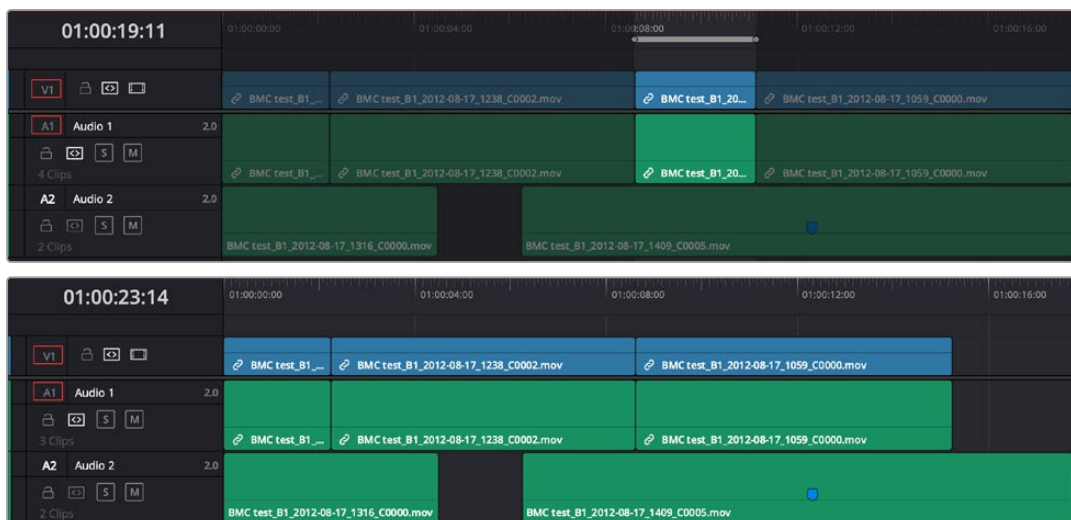 01:00:19:11 01:00:00:00 01:00:04:00 01:00:08:00 01:00:12:00 01:00:16:00
V1 BMC test_B1_... BMC test_B1_2012-08-17_1238_C0002.mov BMC test_B1_20... BMC test_B1_2012-08-17_1059_C0000.mov
A1 Audio 1 2.0
S M
4 Clips BMC test_B1_... BMC test_B1_2012-08-17_1238_C0002.mov BMC test_B1_20... BMC test_B1_2012-08-17_1059_C0000.mov
A2 Audio 2 2.0
S M
2 Clips BMC test_B1_2012-08-17_1316_C0000.mov BMC test_B1_2012-08-17_1409_C0005.mov
01:00:23:14 01:00:00:00 01:00:04:00 01:00:08:00 01:00:12:00 01:00:16:00
V1 BMC test_B1_... BMC test_B1_2012-08-17_1238_C0002.mov BMC test_B1_2012-08-17_1059_C0000.mov
A1 Audio 1 2.0
S M
3 Clips BMC test_B1_... BMC test_B1_2012-08-17_1238_C0002.mov BMC test_B1_2012-08-17_1059_C0000.mov
A2 Audio 2 2.0
S M
2 Clips BMC test_B1_2012-08-17_1316_C0000.mov BMC test_B1_2012-08-17_1409_C0005.mov